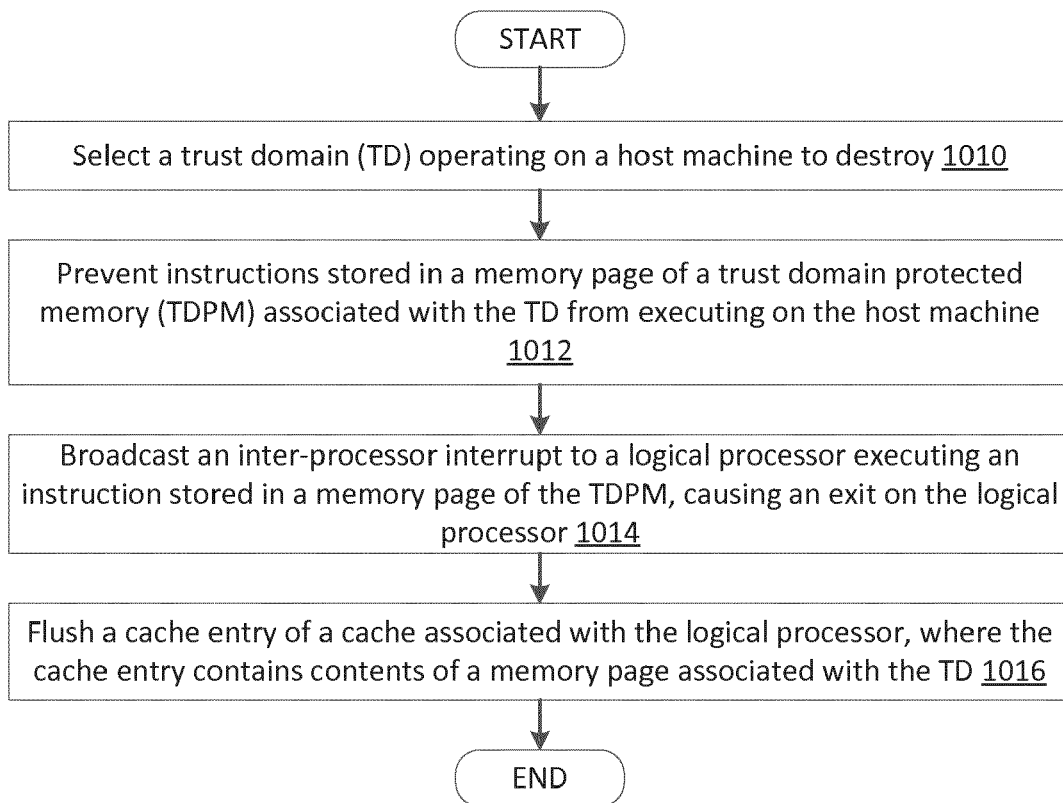 START
Select a trust domain (TD) operating on a host machine to destroy 1010
Prevent instructions stored in a memory page of a trust domain protected
memory (TDPM) associated with the TD from executing on the host machine
1012
Broadcast an inter-processor interrupt to a logical processor executing an
instruction stored in a memory page of the TDPM, causing an exit on the logical
processor 1014
Flush a cache entry of a cache associated with the logical processor, where the
cache entry contains contents of a memory page associated with the TD 1016
END